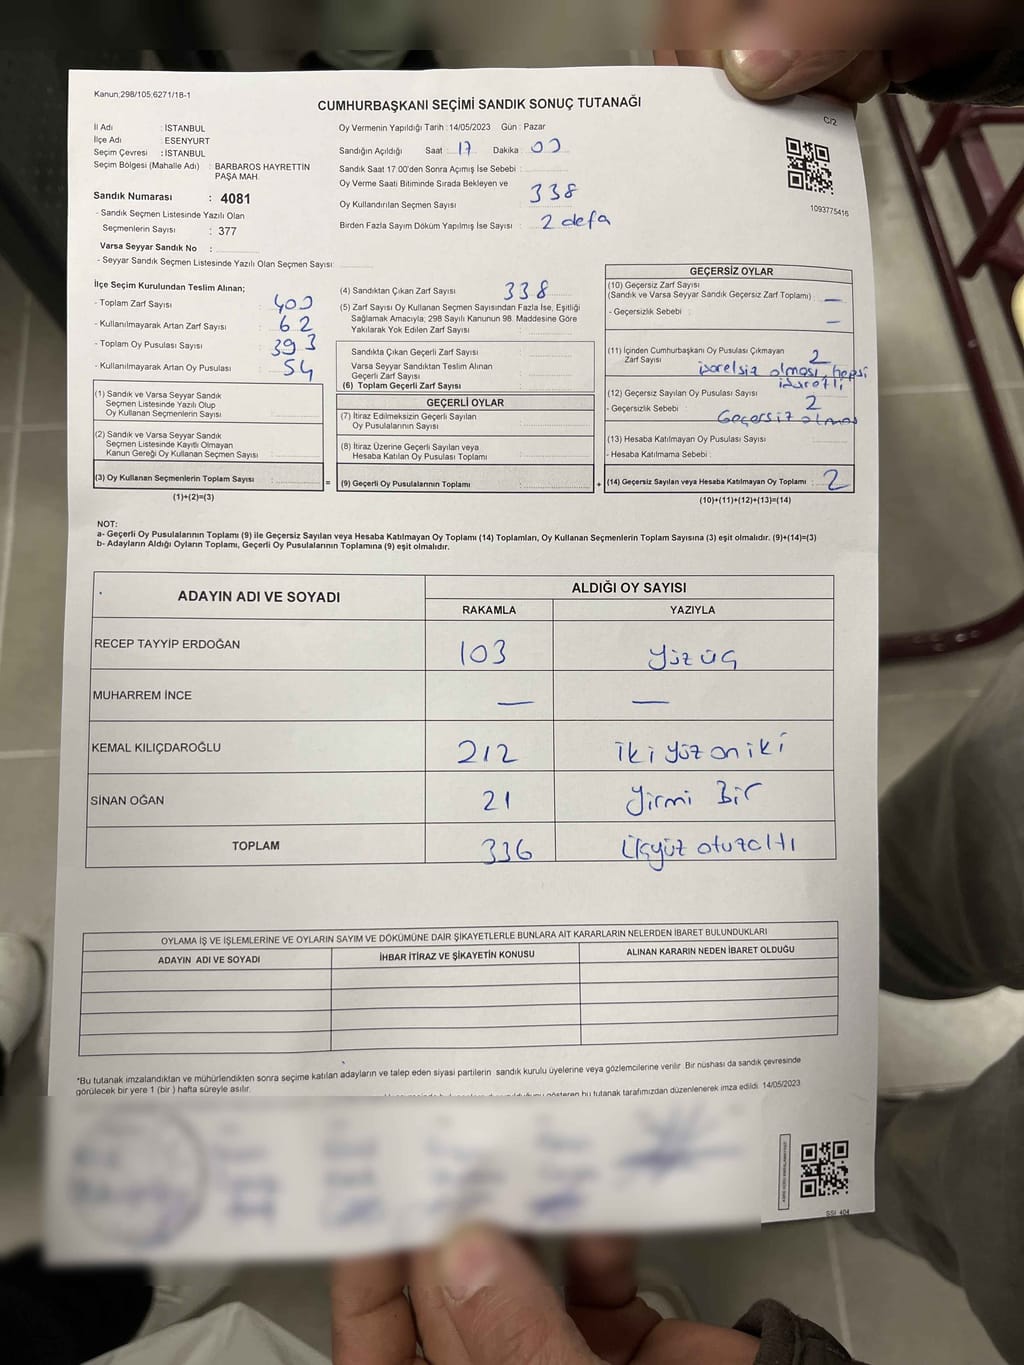 Kanun;298/105;6271/18-1
CUMHURBAŞKANI SEÇİMİ SANDIK SONUÇ TUTANAĞI
C/2
İl Adı : İSTANBUL
İlçe Adı : ESENYURT
Seçim Çevresi : İSTANBUL
Seçim Bölgesi (Mahalle Adı) : BARBAROS HAYRETTİN
PAŞA MAH.
Sandık Numarası : 4081
- Sandık Seçmen Listesinde Yazılı Olan
Seçmenlerin Sayısı : 377
Varsa Seyyar Sandık No :
- Seyyar Sandık Seçmen Listesinde Yazılı Olan Seçmen Sayısı:
Oy Vermenin Yapıldığı Tarih : 14/05/2023 Gün : Pazar
Sandığın Açıldığı Saat : 17 Dakika : 00
Sandık Saat 17.00'den Sonra Açımış İse Sebebi :
Oy Verme Saati Bitiminde Sırada Bekleyen ve
Oy Kullandırılan Seçmen Sayısı : 338
Birden Fazla Sayım Döküm Yapılmış İse Sayısı : 2 defa
1093775416
İlçe Seçim Kurulundan Teslim Alınan;
- Toplam Zarf Sayısı : 400
- Kullanılmayarak Artan Zarf Sayısı : 62
- Toplam Oy Pusulası Sayısı : 393
- Kullanılmayarak Artan Oy Pusulası : 54
(1) Sandık ve Varsa Seyyar Sandık
Seçmen Listesinde Yazılı Olup
Oy Kullanan Seçmenlerin Sayısı
(2) Sandık ve Varsa Seyyar Sandık
Seçmen Listesinde Kayıtlı Olmayan
Kanun Gereği Oy Kullanan Seçmen Sayısı
(3) Oy Kullanan Seçmenlerin Toplam Sayısı :
(1)+(2)=(3)
(4) Sandıktan Çıkan Zarf Sayısı : 338
(5) Zarf Sayısı Oy Kullanan Seçmen Sayısından Fazla İse, Eşitliği
Sağlamak Amacıyla; 298 Sayılı Kanunun 98. Maddesine Göre
Yakılarak Yok Edilen Zarf Sayısı :
Sandıkta Çıkan Geçerli Zarf Sayısı
Varsa Seyyar Sandıktan Teslim Alınan
Geçerli Zarf Sayısı
(6) Toplam Geçerli Zarf Sayısı
GEÇERLİ OYLAR
(7) İtiraz Edilmeksizin Geçerli Sayılan
Oy Pusulalarının Sayısı
(8) İtiraz Üzerine Geçerli Sayılan veya
Hesaba Katılan Oy Pusulası Toplamı
= (9) Geçerli Oy Pusulalarının Toplamı : +
GEÇERSİZ OYLAR
(10) Geçersiz Zarf Sayısı
(Sandık ve Varsa Seyyar Sandık Geçersiz Zarf Toplamı) : —
- Geçersizlik Sebebi : —
(11) İçinden Cumhurbaşkanı Oy Pusulası Çıkmayan
Zarf Sayısı : 2
olması, hepsi
(12) Geçersiz Sayılan Oy Pusulası Sayısı : 2
- Geçersizlik Sebebi : Geçersiz olması
(13) Hesaba Katılmayan Oy Pusulası Sayısı :
- Hesaba Katılmama Sebebi :
(14) Geçersiz Sayılan veya Hesaba Katılmayan Oy Toplamı : 2
(10)+(11)+(12)+(13)=(14)
NOT:
a- Geçerli Oy Pusulalarının Toplamı (9) ile Geçersiz Sayılan veya Hesaba Katılmayan Oy Toplamı (14) Toplamları, Oy Kullanan Seçmenlerin Toplam Sayısına (3) eşit olmalıdır. (9)+(14)=(3)
b- Adayların Aldığı Oyların Toplamı, Geçerli Oy Pusulalarının Toplamına (9) eşit olmalıdır.
ADAYIN ADI VE SOYADI ALDIĞI OY SAYISI
RAKAMLA YAZIYLA
RECEP TAYYİP ERDOĞAN 103 yüz üç
MUHARREM İNCE — —
KEMAL KILIÇDAROĞLU 212 iki yüz on iki
SİNAN OĞAN 21 Yirmi Bir
TOPLAM 336 Üçyüz otuzaltı
OYLAMA İŞ VE İŞLEMLERİNE VE OYLARIN SAYIM VE DÖKÜMÜNE DAİR ŞİKAYETLERLE BUNLARA AİT KARARLARIN NELERDEN İBARET BULUNDUKLARI
ADAYIN ADI VE SOYADI İHBAR İTİRAZ VE ŞİKAYETİN KONUSU ALINAN KARARIN NEDEN İBARET OLDUĞU
*Bu tutanak imzalandıktan ve mühürlendikten sonra seçime katılan adayların ve talep eden siyasi partilerin sandık kurulu üyelerine veya gözlemcilerine verilir. Bir nüshası da sandık çevresinde
görülecek bir yere 1 (bir) hafta süreyle asılır.
gösteren bu tutanak tarafımızdan düzenlenerek imza edildi. 14/05/2023
SSI 404